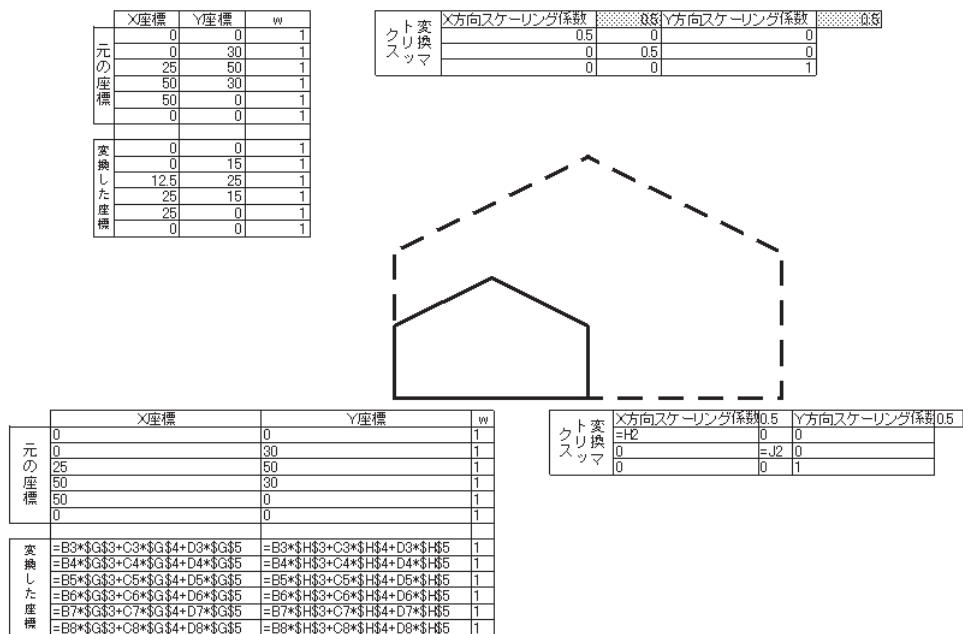 X座標 Y座標 w
元の座標
0 0 1
0 30 1
25 50 1
50 30 1
50 0 1
0 0 1
変換した座標
0 0 1
0 15 1
12.5 25 1
25 15 1
25 0 1
0 0 1
変換マトリックス
X方向スケーリング係数 0.5 Y方向スケーリング係数 0.5
0.5 0 0
0 0.5 0
0 0 1
X座標 Y座標 w
元の座標
0 0 1
0 30 1
25 50 1
50 30 1
50 0 1
0 0 1
変換した座標
=B3*$G$3+C3*$G$4+D3*$G$5 =B3*$H$3+C3*$H$4+D3*$H$5 1
=B4*$G$3+C4*$G$4+D4*$G$5 =B4*$H$3+C4*$H$4+D4*$H$5 1
=B5*$G$3+C5*$G$4+D5*$G$5 =B5*$H$3+C5*$H$4+D5*$H$5 1
=B6*$G$3+C6*$G$4+D6*$G$5 =B6*$H$3+C6*$H$4+D6*$H$5 1
=B7*$G$3+C7*$G$4+D7*$G$5 =B7*$H$3+C7*$H$4+D7*$H$5 1
=B8*$G$3+C8*$G$4+D8*$G$5 =B8*$H$3+C8*$H$4+D8*$H$5 1
変換マトリックス
X方向スケーリング係数 0.5 Y方向スケーリング係数 0.5
=H2 0 0
0 =J2 0
0 0 1